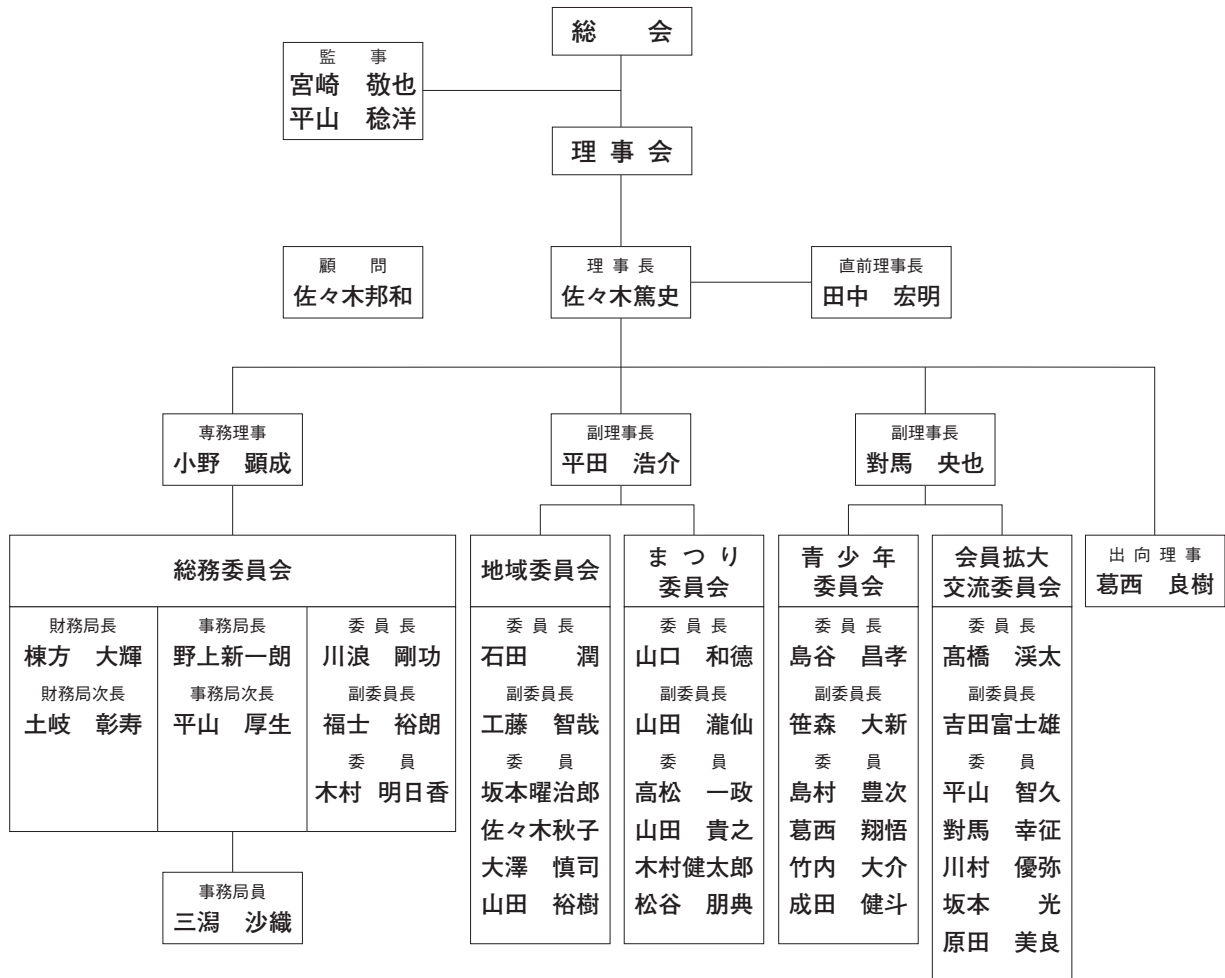 総　会
監　事
宮崎　敬也
平山　稔洋
理事会
顧　問
佐々木邦和
理事長
佐々木篤史
直前理事長
田中　宏明
専務理事
小野　顕成
副理事長
平田　浩介
副理事長
對馬　央也
出向理事
葛西　良樹
総務委員会
財務局長
棟方　大輝
財務局次長
土岐　彰寿
事務局長
野上新一朗
事務局次長
平山　厚生
委員長
川浪　剛功
副委員長
福士　裕朗
委　員
木村　明日香
事務局員
三潟　沙織
地域委員会
委員長
石田　潤
副委員長
工藤　智哉
委　員
坂本曜治郎
佐々木秋子
大澤　慎司
山田　裕樹
まつり
委員会
委員長
山口　和徳
副委員長
山田　瀧仙
委　員
高松　一政
山田　貴之
木村健太郎
松谷　朋典
青少年
委員会
委員長
島谷　昌孝
副委員長
笹森　大新
委　員
島村　豊次
葛西　翔悟
竹内　大介
成田　健斗
会員拡大
交流委員会
委員長
髙橋　渓太
副委員長
吉田富士雄
委　員
平山　智久
對馬　幸征
川村　優弥
坂本　光
原田　美良